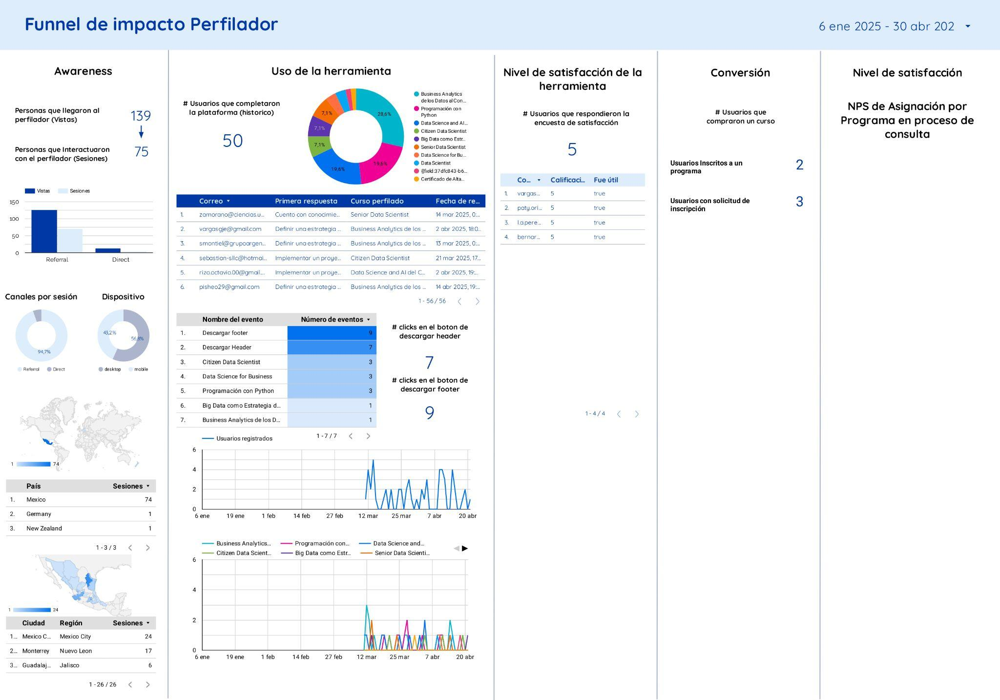 Funnel de impacto Perfilador
6 ene 2025 - 30 abr 202
Awareness
Personas que llegaron al
perfilador (Vistas)
139
Personas que Interactuaron
con el perfilador (Sesiones)
75
Vistas
Sesiones
150
100
50
0
Referral
Direct
Canales por sesión
Dispositivo
94,7%
43,2%
56,8%
Referral
Direct
desktop
mobile
1
74
País
Sesiones
1.
Mexico
74
2.
Germany
1
3.
New Zealand
1
1 - 3 / 3
1
24
Ciudad
Región
Sesiones
1...
Mexico C...
Mexico City
24
2...
Monterrey
Nuevo Leon
17
3...
Guadalaj...
Jalisco
6
1 - 26 / 26
Uso de la herramienta
# Usuarios que completaron
la plataforma (historico)
50
28,6%
19,6%
19,6%
7,1%
7,1%
7,1%
Business Analytics
de los Datos al Con...
Programación con
Python
Data Science and AI...
Citizen Data Scientist
Big Data como Estr...
Senior Data Scientist
Data Science for Bu...
Data Scientist
{{field:37dfc843-b6...
Certificado de Alta...
Correo
Primera respuesta
Curso perfilado
Fecha de re...
1.
zamorano@ciencias.u...
Cuento con conocimie...
Senior Data Scientist
14 mar 2025, 0:...
2.
vargasgje@gmail.com
Definir una estrategia ...
Business Analytics de los ...
2 abr 2025, 18:0...
3.
smontiel@grupoargen...
Definir una estrategia ...
Business Analytics de los ...
13 mar 2025, 0:...
4.
sebastian-sllc@hotmai...
Implementar un proye...
Citizen Data Scientist
21 mar 2025, 17...
5.
rizo.octavio.00@gmail....
Implementar un proye...
Data Science and AI del C...
2 abr 2025, 19:...
6.
pisheo29@gmail.com
Definir una estrategia ...
Business Analytics de los ...
14 abr 2025, 19:...
1 - 56 / 56
Nombre del evento
Número de eventos
1.
Descargar footer
9
2.
Descargar Header
7
3.
Citizen Data Scientist
3
4.
Data Science for Business
3
5.
Programación con Python
3
6.
Big Data como Estrategia d...
1
7.
Business Analytics de los D...
1
1 - 7 / 7
# clicks en el boton de
descargar header
7
# clicks en el boton de
descargar footer
9
Usuarios registrados
6
4
2
0
6 ene
19 ene
1 feb
14 feb
27 feb
12 mar
25 mar
7 abr
20 abr
Business Analytics...
Programación con...
Data Science and...
Citizen Data Scient...
Big Data como Estr...
Senior Data Scienti...
6
4
2
0
6 ene
19 ene
1 feb
14 feb
27 feb
12 mar
25 mar
7 abr
20 abr
Nivel de satisfacción de la
herramienta
# Usuarios que respondieron la
encuesta de satisfacción
5
Co...
Calificaci...
Fue útil
1.
vargas...
5
true
2.
paty.ori...
5
true
3.
l.a.pere...
5
true
4.
bernar...
5
true
1 - 4 / 4
Conversión
# Usuarios que
compraron un curso
Usuarios Inscritos a un
programa
2
Usuarios con solicitud de
inscripción
3
Nivel de satisfacción
NPS de Asignación por
Programa en proceso de
consulta